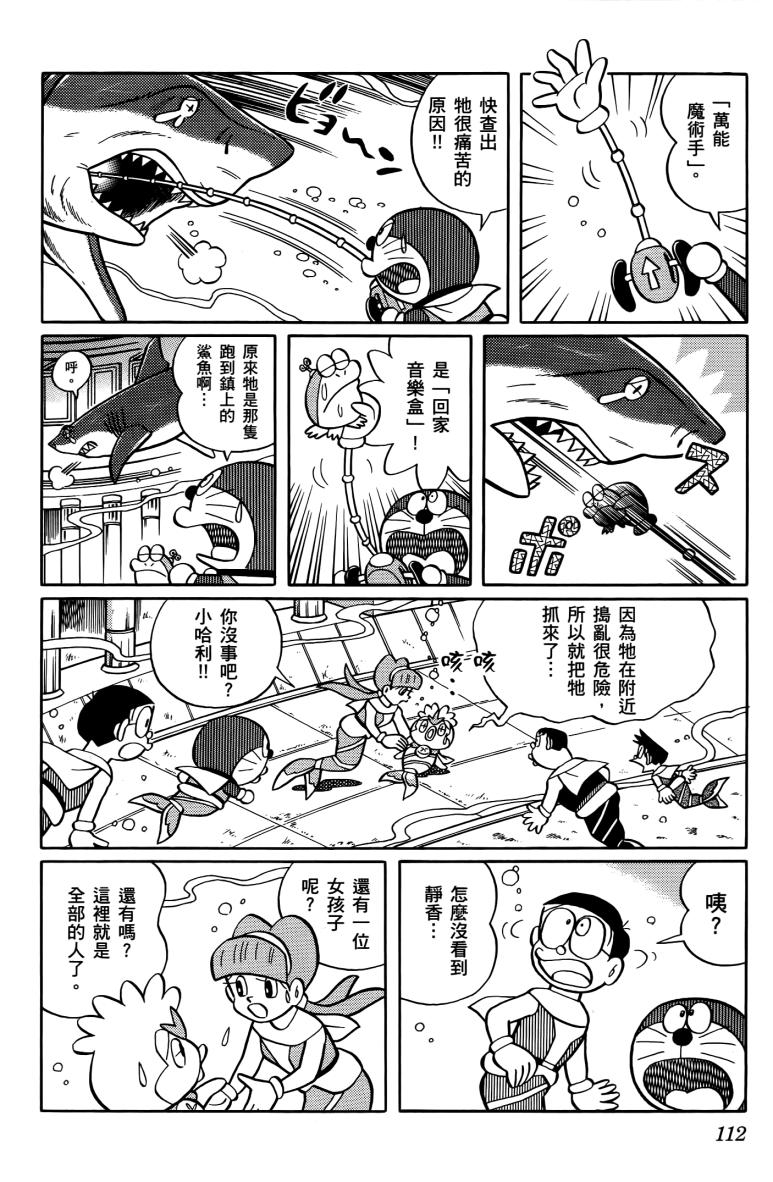 「萬能
魔術手」。
快查出
牠很痛苦的
原因!!
ビョ〜ン
スポ
是「回家
音樂盒」!
原來牠是那隻
跑到鎮上的
鯊魚啊…
呼。
因為牠在附近
搗亂很危險,
所以就把牠
抓來了…
咳
咳
你沒事吧?
小哈利!!
咦?
怎麼沒看到
靜香…
還有一位
女孩子
呢?
還有嗎?
這裡就是
全部的人了。
112